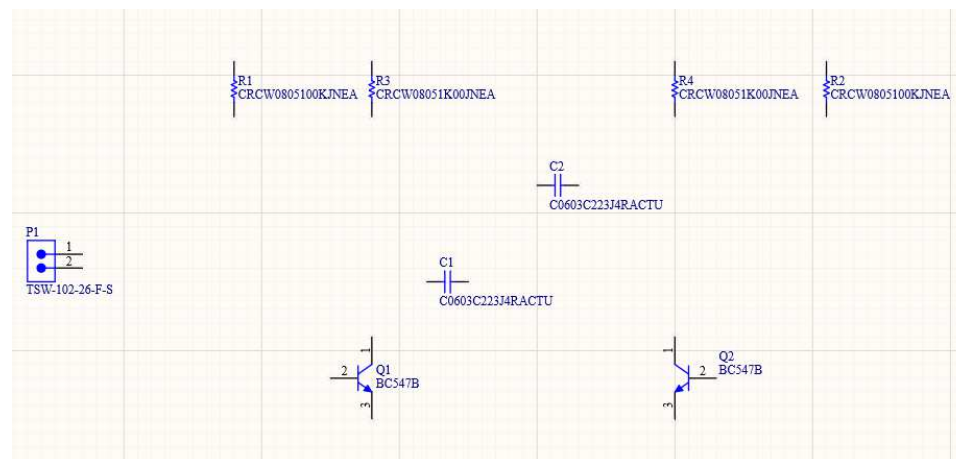 R1
CRCW0805100KJNEA
R3
CRCW08051K00JNEA
R4
CRCW08051K00JNEA
R2
CRCW0805100KJNEA
C2
C0603C223J4RACTU
P1
1
2
TSW-102-26-F-S
C1
C0603C223J4RACTU
1
2
Q1
BC547B
3
1
Q2
2
BC547B
3